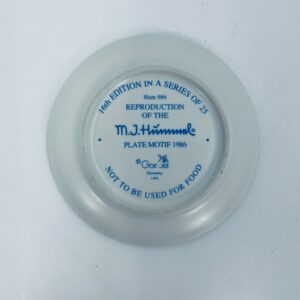 16th EDITION IN A SERIES OF 25
Hum 986
REPRODUCTION
OF THE
M.J.Hummel
PLATE MOTIF 1986
© Goebel
Germany
NOT TO BE USED FOR FOOD